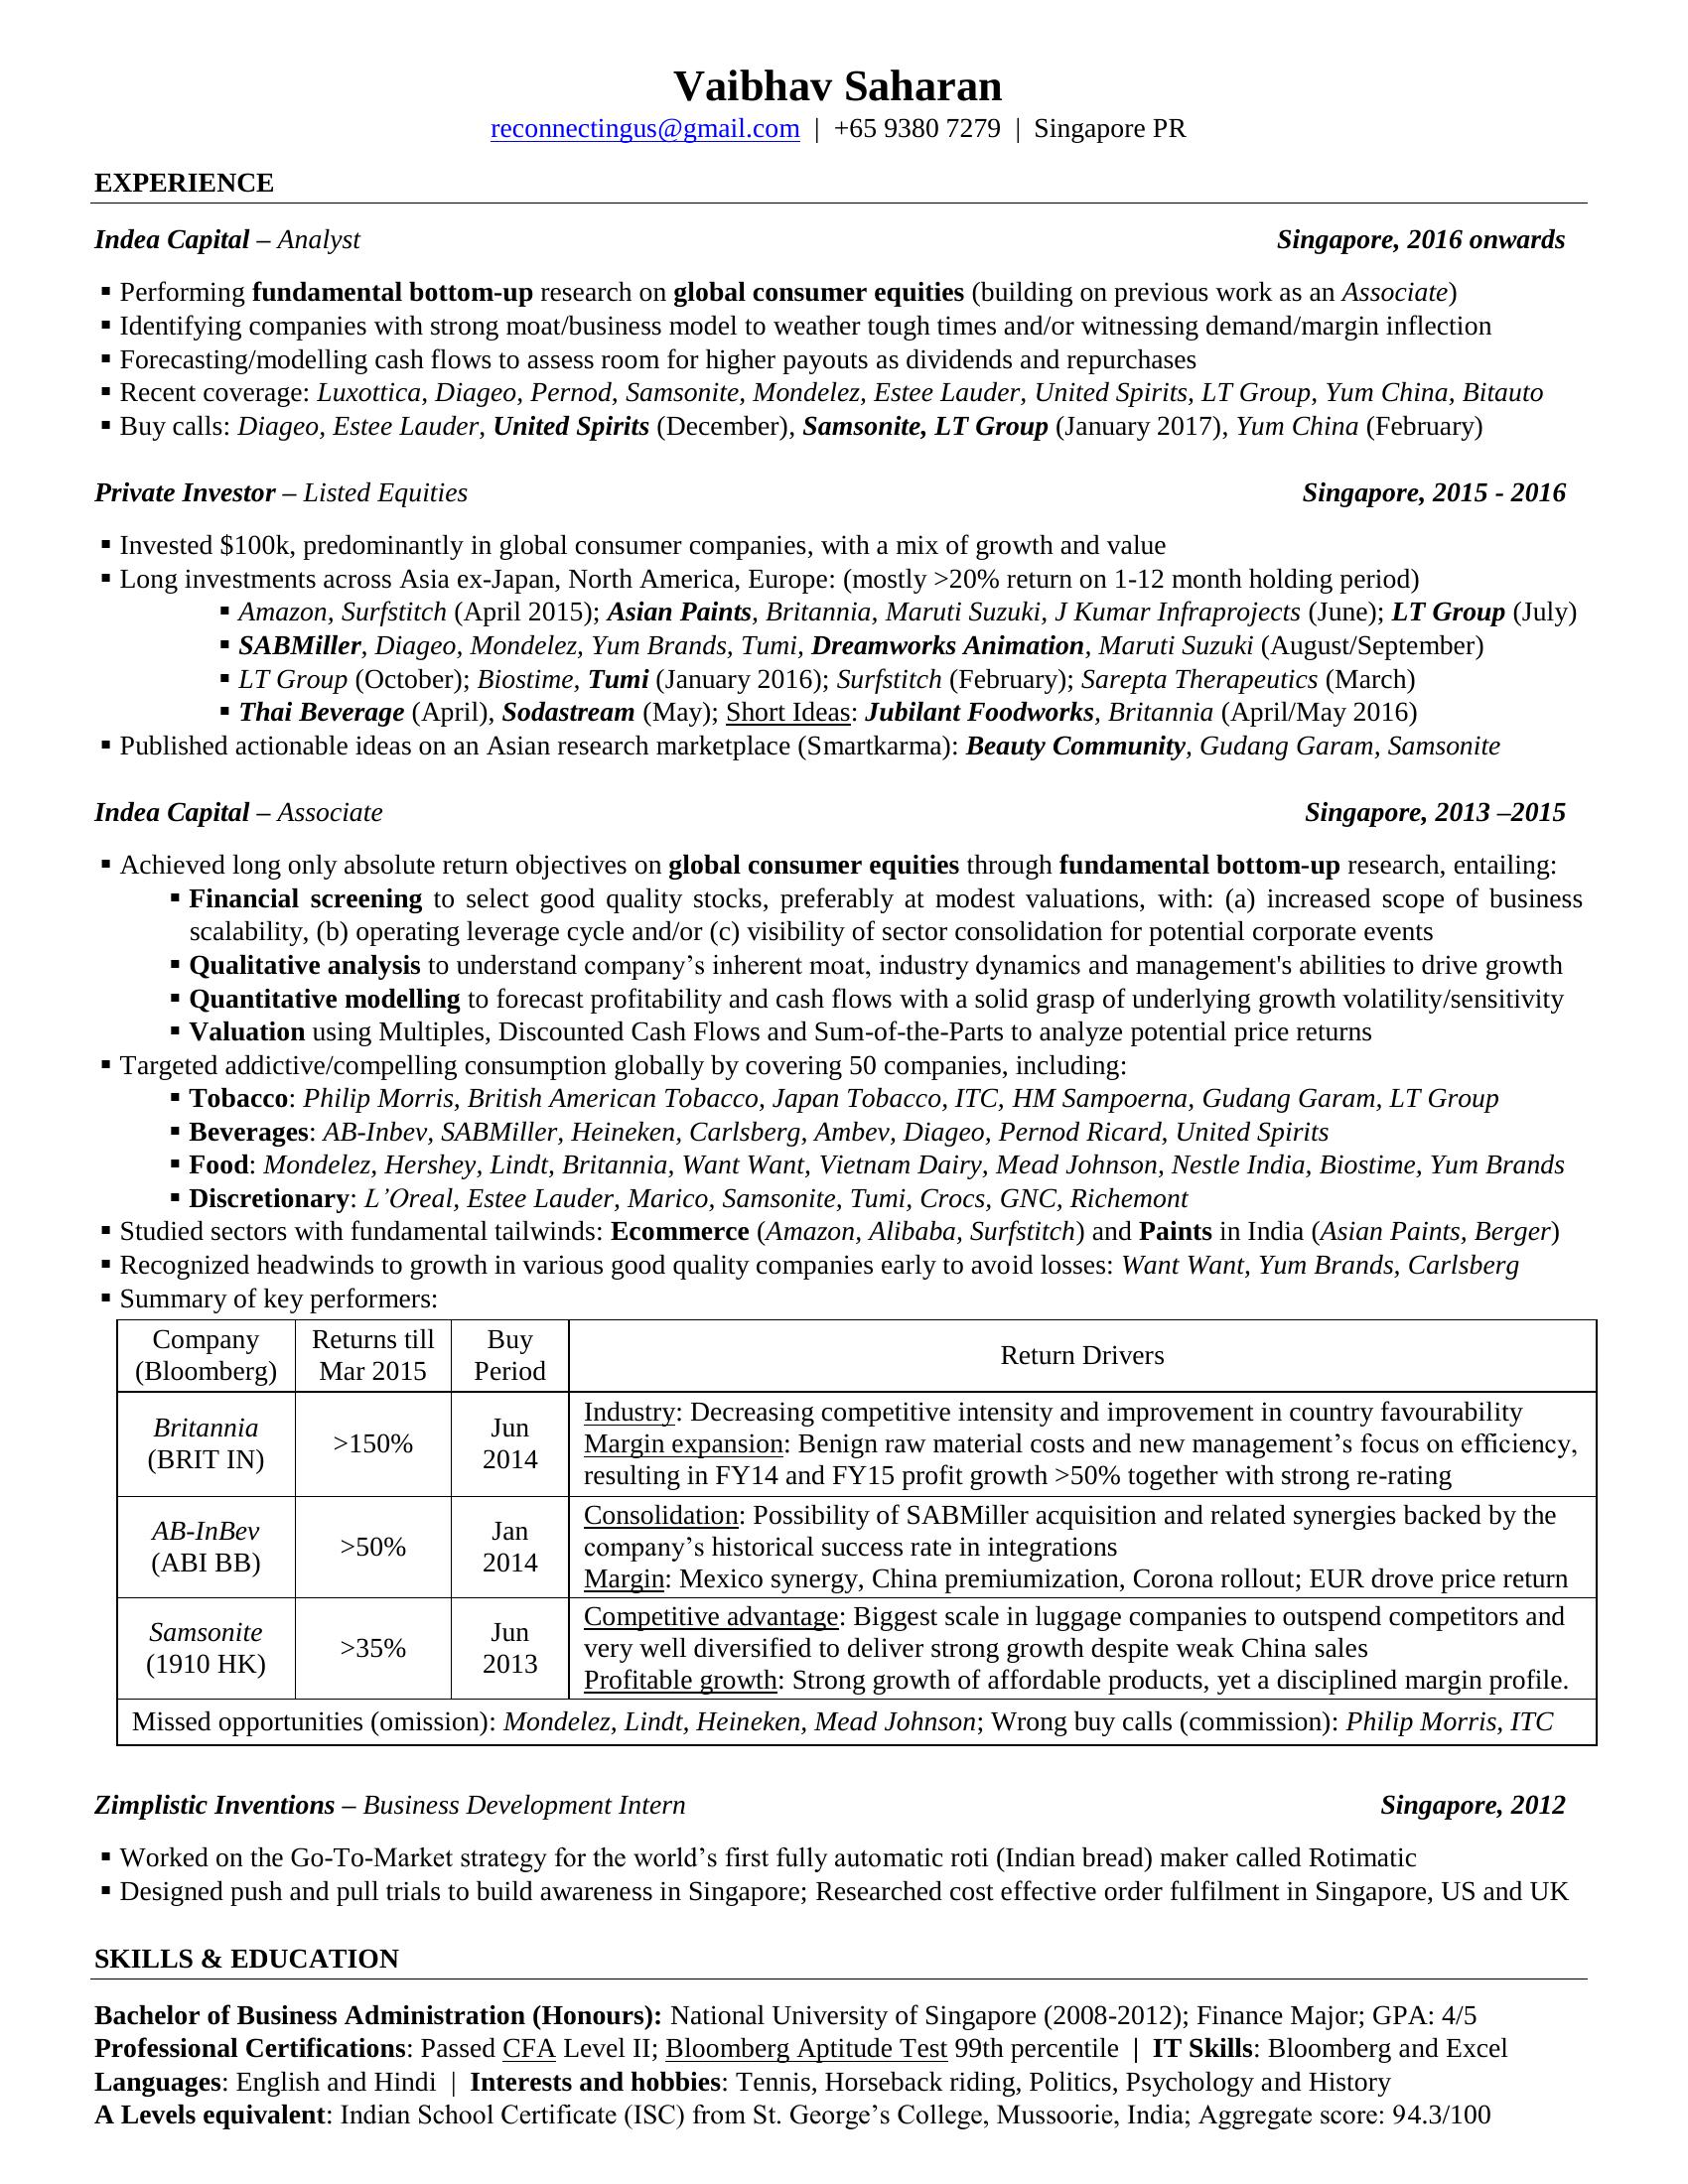 Vaibhav Saharan
reconnectingus@gmail.com | +65 9380 7279 | Singapore PR
EXPERIENCE
Indea Capital – Analyst Singapore, 2016 onwards
▪ Performing fundamental bottom-up research on global consumer equities (building on previous work as an Associate)
▪ Identifying companies with strong moat/business model to weather tough times and/or witnessing demand/margin inflection
▪ Forecasting/modelling cash flows to assess room for higher payouts as dividends and repurchases
▪ Recent coverage: Luxottica, Diageo, Pernod, Samsonite, Mondelez, Estee Lauder, United Spirits, LT Group, Yum China, Bitauto
▪ Buy calls: Diageo, Estee Lauder, United Spirits (December), Samsonite, LT Group (January 2017), Yum China (February)
Private Investor – Listed Equities Singapore, 2015 - 2016
▪ Invested $100k, predominantly in global consumer companies, with a mix of growth and value
▪ Long investments across Asia ex-Japan, North America, Europe: (mostly >20% return on 1-12 month holding period)
▪ Amazon, Surfstitch (April 2015); Asian Paints, Britannia, Maruti Suzuki, J Kumar Infraprojects (June); LT Group (July)
▪ SABMiller, Diageo, Mondelez, Yum Brands, Tumi, Dreamworks Animation, Maruti Suzuki (August/September)
▪ LT Group (October); Biostime, Tumi (January 2016); Surfstitch (February); Sarepta Therapeutics (March)
▪ Thai Beverage (April), Sodastream (May); Short Ideas: Jubilant Foodworks, Britannia (April/May 2016)
▪ Published actionable ideas on an Asian research marketplace (Smartkarma): Beauty Community, Gudang Garam, Samsonite
Indea Capital – Associate Singapore, 2013 –2015
▪ Achieved long only absolute return objectives on global consumer equities through fundamental bottom-up research, entailing:
▪ Financial screening to select good quality stocks, preferably at modest valuations, with: (a) increased scope of business
scalability, (b) operating leverage cycle and/or (c) visibility of sector consolidation for potential corporate events
▪ Qualitative analysis to understand company’s inherent moat, industry dynamics and management's abilities to drive growth
▪ Quantitative modelling to forecast profitability and cash flows with a solid grasp of underlying growth volatility/sensitivity
▪ Valuation using Multiples, Discounted Cash Flows and Sum-of-the-Parts to analyze potential price returns
▪ Targeted addictive/compelling consumption globally by covering 50 companies, including:
▪ Tobacco: Philip Morris, British American Tobacco, Japan Tobacco, ITC, HM Sampoerna, Gudang Garam, LT Group
▪ Beverages: AB-Inbev, SABMiller, Heineken, Carlsberg, Ambev, Diageo, Pernod Ricard, United Spirits
▪ Food: Mondelez, Hershey, Lindt, Britannia, Want Want, Vietnam Dairy, Mead Johnson, Nestle India, Biostime, Yum Brands
▪ Discretionary: L’Oreal, Estee Lauder, Marico, Samsonite, Tumi, Crocs, GNC, Richemont
▪ Studied sectors with fundamental tailwinds: Ecommerce (Amazon, Alibaba, Surfstitch) and Paints in India (Asian Paints, Berger)
▪ Recognized headwinds to growth in various good quality companies early to avoid losses: Want Want, Yum Brands, Carlsberg
▪ Summary of key performers:
Company Returns till Buy Return Drivers
(Bloomberg) Mar 2015 Period
Britannia >150% Jun Industry: Decreasing competitive intensity and improvement in country favourability
(BRIT IN) 2014 Margin expansion: Benign raw material costs and new management’s focus on efficiency,
resulting in FY14 and FY15 profit growth >50% together with strong re-rating
AB-InBev >50% Jan Consolidation: Possibility of SABMiller acquisition and related synergies backed by the
(ABI BB) 2014 company’s historical success rate in integrations
Margin: Mexico synergy, China premiumization, Corona rollout; EUR drove price return
Samsonite >35% Jun Competitive advantage: Biggest scale in luggage companies to outspend competitors and
(1910 HK) 2013 very well diversified to deliver strong growth despite weak China sales
Profitable growth: Strong growth of affordable products, yet a disciplined margin profile.
Missed opportunities (omission): Mondelez, Lindt, Heineken, Mead Johnson; Wrong buy calls (commission): Philip Morris, ITC
Zimplistic Inventions – Business Development Intern Singapore, 2012
▪ Worked on the Go-To-Market strategy for the world’s first fully automatic roti (Indian bread) maker called Rotimatic
▪ Designed push and pull trials to build awareness in Singapore; Researched cost effective order fulfilment in Singapore, US and UK
SKILLS & EDUCATION
Bachelor of Business Administration (Honours): National University of Singapore (2008-2012); Finance Major; GPA: 4/5
Professional Certifications: Passed CFA Level II; Bloomberg Aptitude Test 99th percentile | IT Skills: Bloomberg and Excel
Languages: English and Hindi | Interests and hobbies: Tennis, Horseback riding, Politics, Psychology and History
A Levels equivalent: Indian School Certificate (ISC) from St. George’s College, Mussoorie, India; Aggregate score: 94.3/100